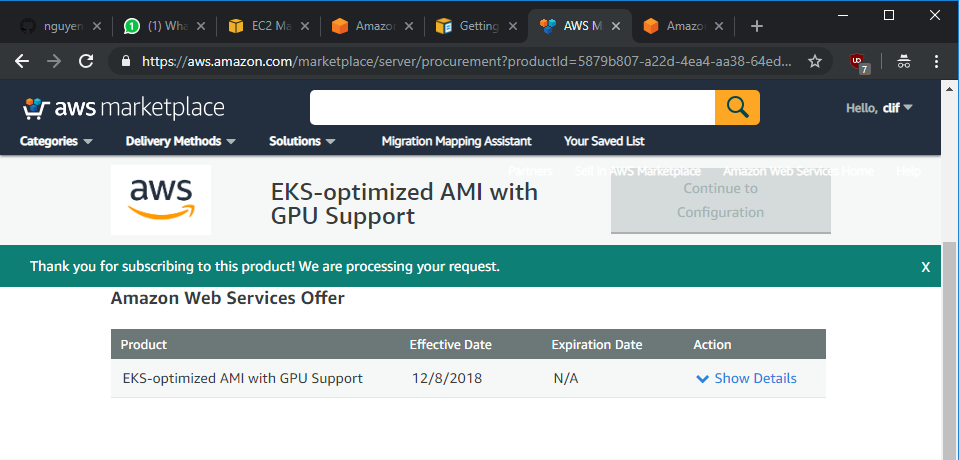 nguyen
(1) Wha
EC2 Ma
Amazo
Getting
AWS M
Amazo
https://aws.amazon.com/marketplace/server/procurement?productId=5879b807-a22d-4ea4-aa38-64ed...
UD
7
aws marketplace
Hello, clif
Categories
Delivery Methods
Solutions
Migration Mapping Assistant
Your Saved List
Partners
Sell in AWS Marketplace
Amazon Web Services Home
Help
aws
EKS-optimized AMI with
GPU Support
Continue to
Configuration
Thank you for subscribing to this product! We are processing your request.
X
Amazon Web Services Offer
Product Effective Date Expiration Date Action
EKS-optimized AMI with GPU Support 12/8/2018 N/A Show Details